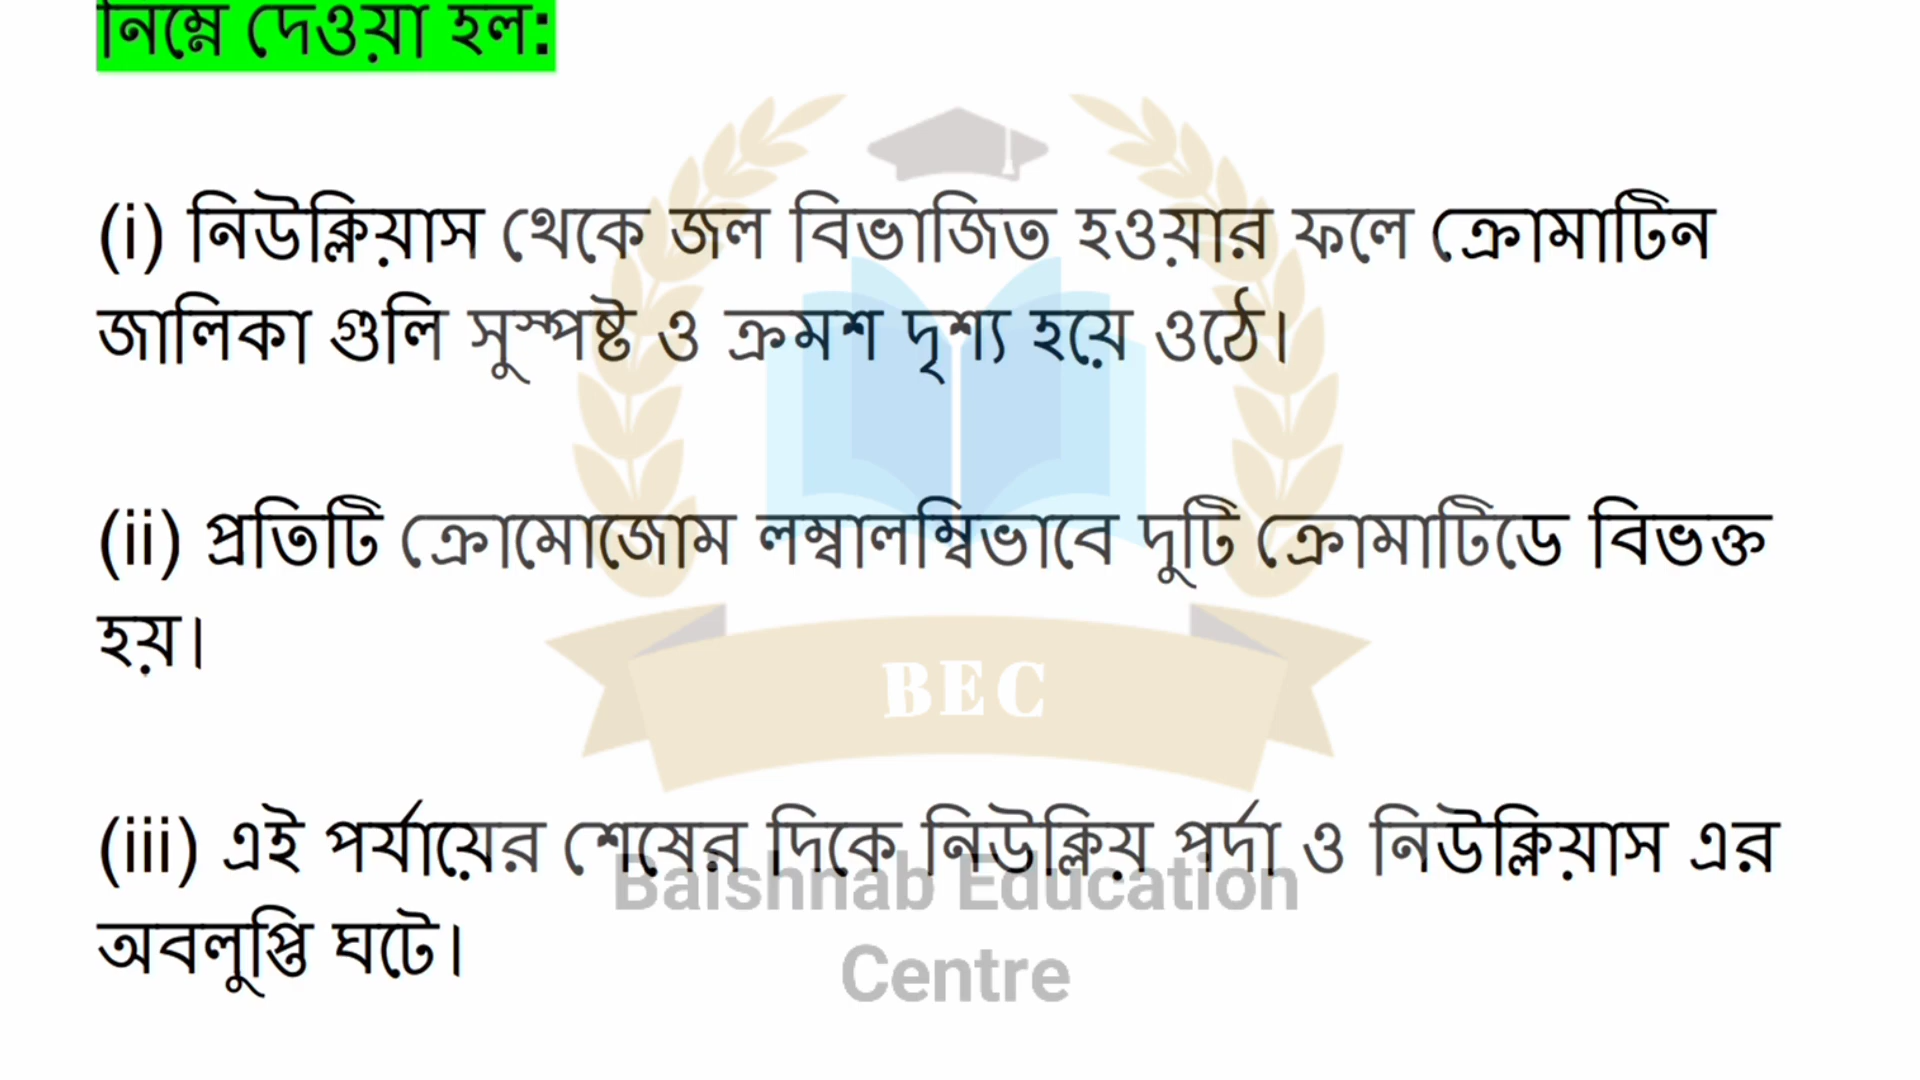 নিম্নে দেওয়া হল:
(i) নিউক্লিয়াস থেকে জল বিভাজিত হওয়ার ফলে ক্রোমাটিন
জালিকা গুলি সুস্পষ্ট ও ক্রমশ দৃশ্য হয়ে ওঠে।
(ii) প্রতিটি ক্রোমোজোম লম্বালম্বিভাবে দুটি ক্রোমাটিডে বিভক্ত
হয়।
BEC
(iii) এই পর্যায়ের শেষের দিকে নিউক্লিয় পর্দা ও নিউক্লিয়াস এর
Baishnab Education
অবলুপ্তি ঘটে।
Centre